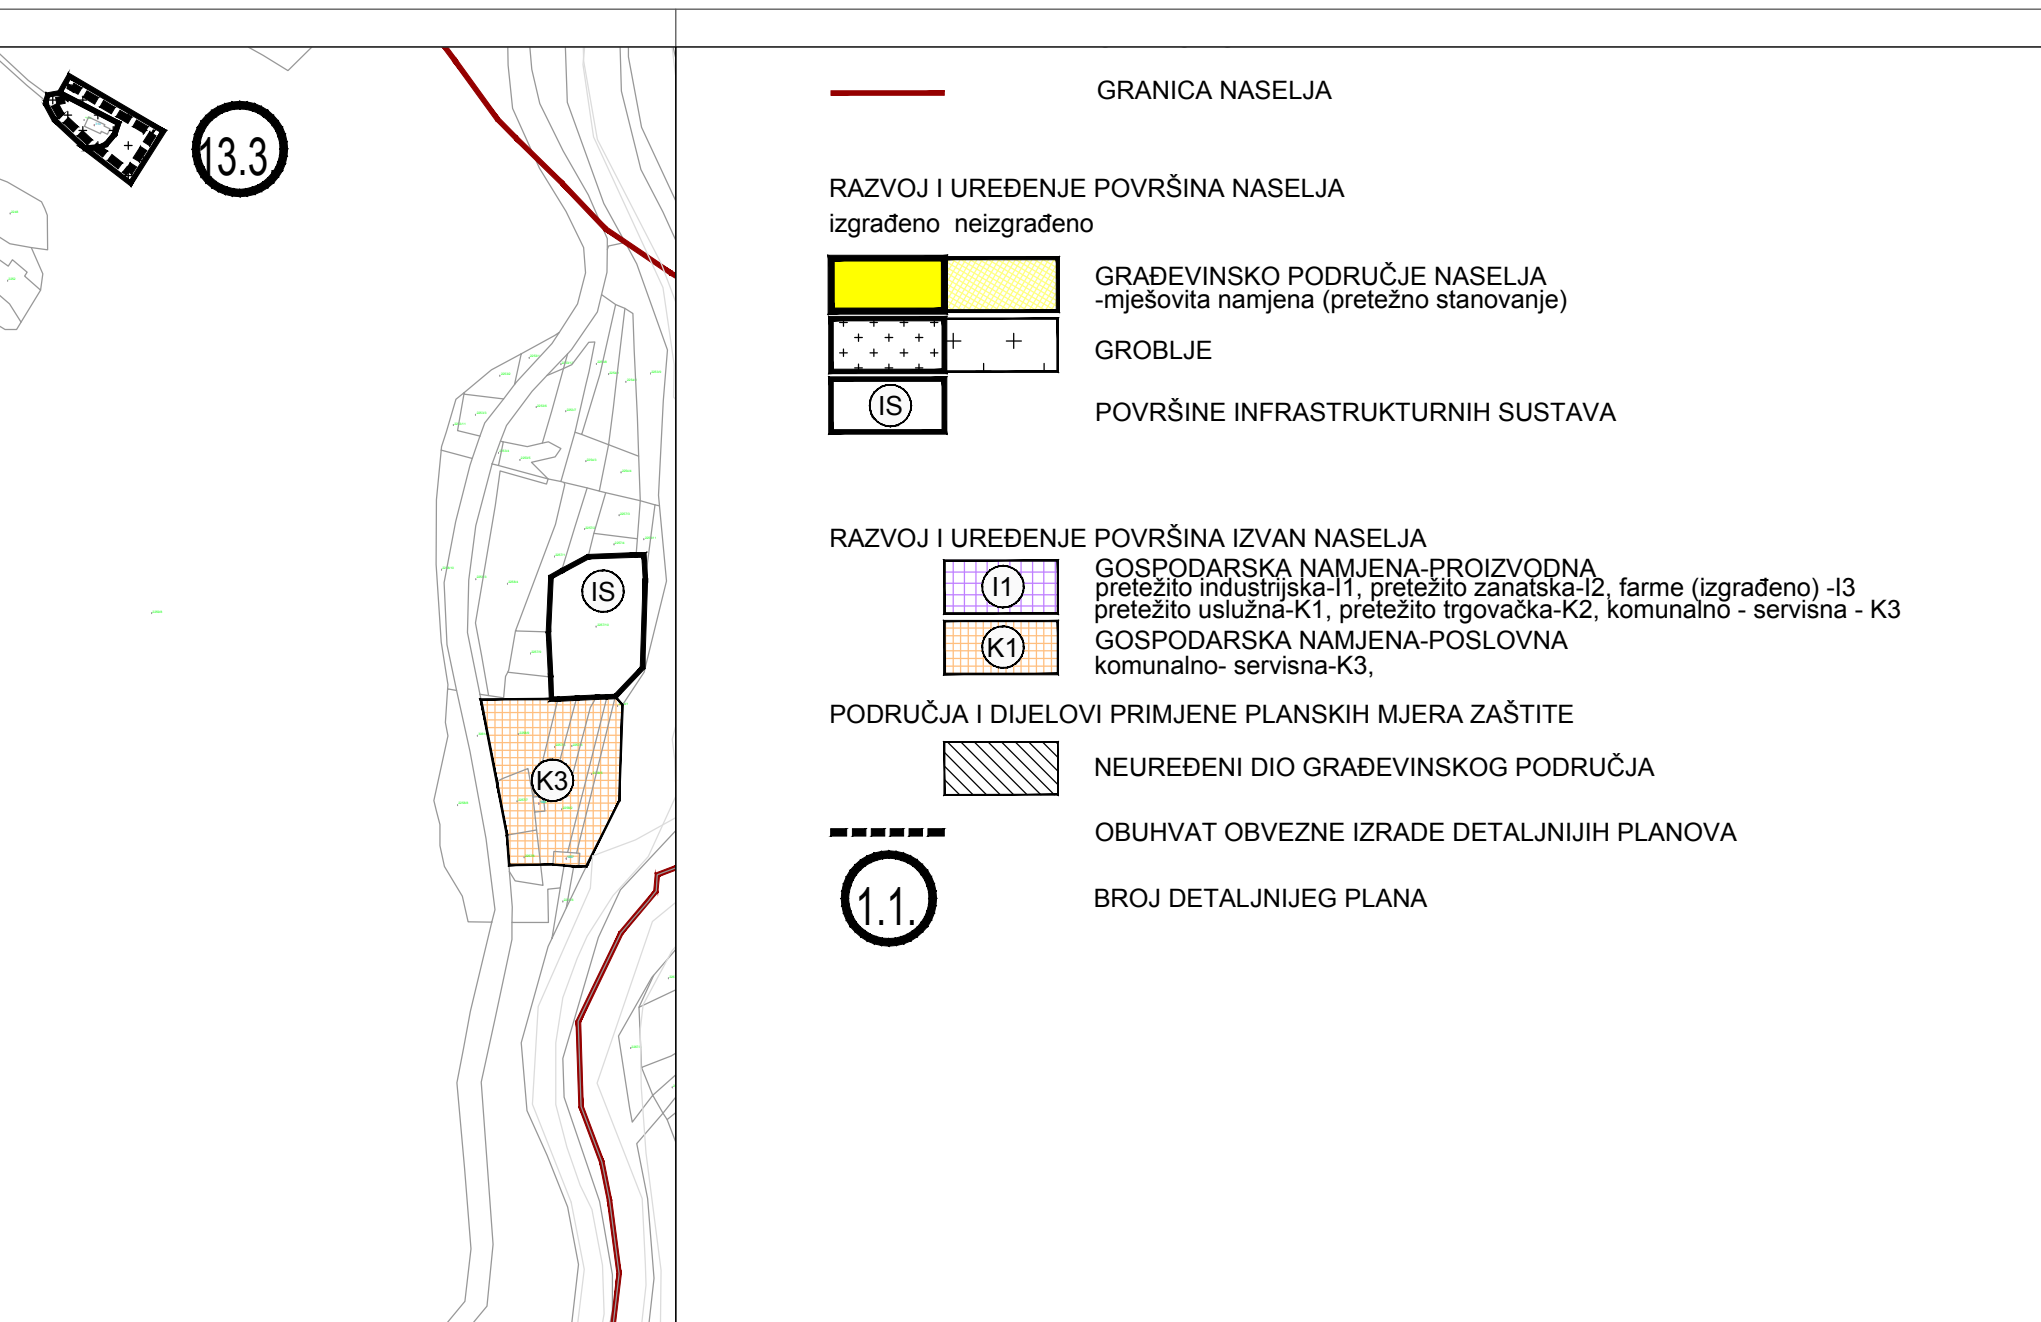 13.3
IS
K3
GRANICA NASELJA
RAZVOJ I UREĐENJE POVRŠINA NASELJA
izgrađeno neizgrađeno
GRAĐEVINSKO PODRUČJE NASELJA
-mješovita namjena (pretežno stanovanje)
GROBLJE
IS
POVRŠINE INFRASTRUKTURNIH SUSTAVA
RAZVOJ I UREĐENJE POVRŠINA IZVAN NASELJA
I1
GOSPODARSKA NAMJENA-PROIZVODNA
pretežito industrijska-I1, pretežito zanatska-I2, farme (izgrađeno) -I3
pretežito uslužna-K1, pretežito trgovačka-K2, komunalno - servisna - K3
K1
GOSPODARSKA NAMJENA-POSLOVNA
komunalno- servisna-K3,
PODRUČJA I DIJELOVI PRIMJENE PLANSKIH MJERA ZAŠTITE
NEUREĐENI DIO GRAĐEVINSKOG PODRUČJA
OBUHVAT OBVEZNE IZRADE DETALJNIJIH PLANOVA
1.1.
BROJ DETALJNIJEG PLANA